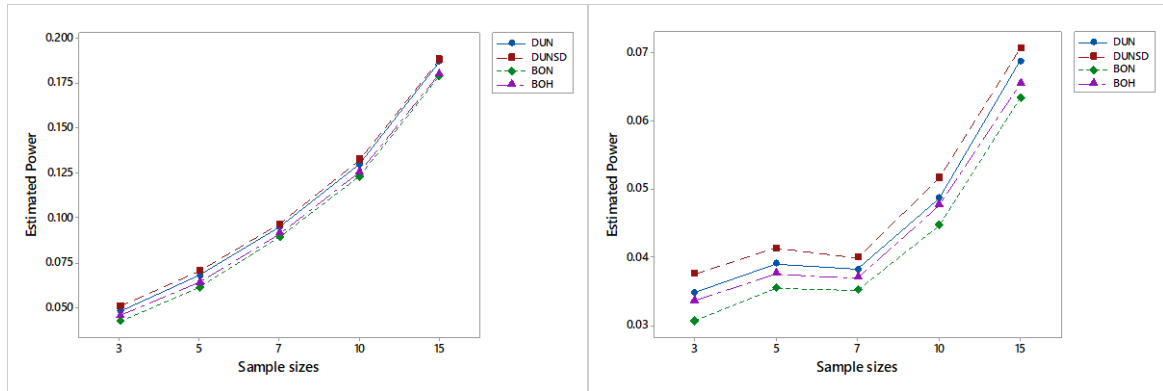 0.200
0.175
0.150
0.125
0.100
0.075
0.050
Estimated Power
3 5 7 10 15
Sample sizes
DUN
DUNSD
BON
BOH
0.07
0.06
0.05
0.04
0.03
Estimated Power
3 5 7 10 15
Sample sizes
DUN
DUNSD
BON
BOH